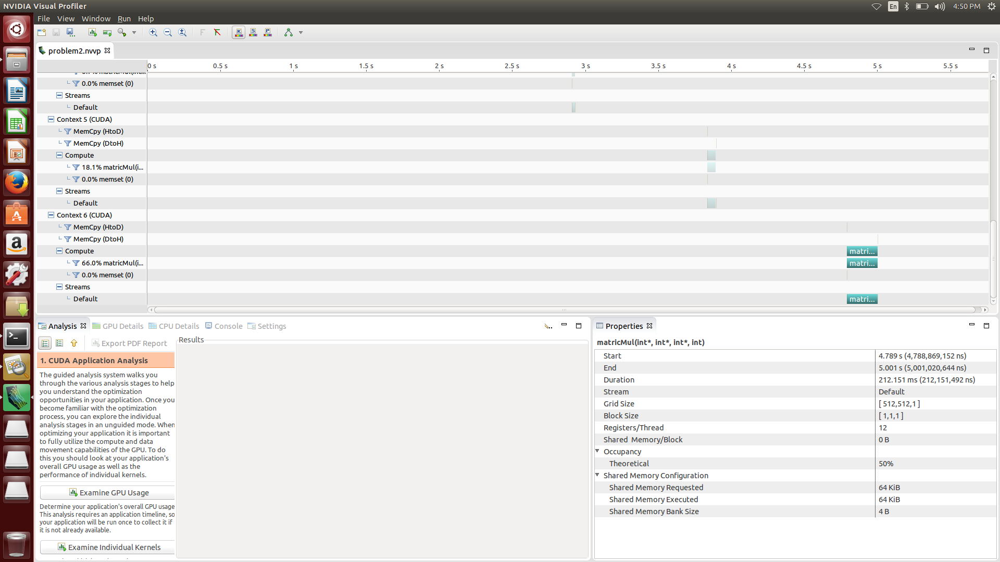 NVIDIA Visual Profiler
En
4:50 PM
File View Window Run Help
problem2.nvvp
0 s 0.5 s 1 s 1.5 s 2 s 2.5 s 3 s 3.5 s 4 s 4.5 s 5 s 5.5 s
0.0% memset (0)
Streams
Default
Context 5 (CUDA)
MemCpy (HtoD)
MemCpy (DtoH)
Compute
18.1% matricMul(i...
0.0% memset (0)
Streams
Default
Context 6 (CUDA)
MemCpy (HtoD)
MemCpy (DtoH)
Compute matri...
66.0% matricMul(i... matri...
0.0% memset (0)
Streams
Default matri...
Analysis GPU Details CPU Details Console Settings
Export PDF Report
Results
1. CUDA Application Analysis
The guided analysis system walks you
through the various analysis stages to help
you understand the optimization
opportunities in your application. Once you
become familiar with the optimization
process, you can explore the individual
analysis stages in an unguided mode. When
optimizing your application it is important
to fully utilize the compute and data
movement capabilities of the GPU. To do
this you should look at your application's
overall GPU usage as well as the
performance of individual kernels.
Examine GPU Usage
Determine your application's overall GPU usage
This analysis requires an application timeline, so
your application will be run once to collect it if
it is not already available.
Examine Individual Kernels
Properties
matricMul(int*, int*, int*, int)
Start 4.789 s (4,788,869,152 ns)
End 5.001 s (5,001,020,644 ns)
Duration 212.151 ms (212,151,492 ns)
Stream Default
Grid Size [ 512,512,1 ]
Block Size [ 1,1,1 ]
Registers/Thread 12
Shared Memory/Block 0 B
Occupancy
Theoretical 50%
Shared Memory Configuration
Shared Memory Requested 64 KiB
Shared Memory Executed 64 KiB
Shared Memory Bank Size 4 B